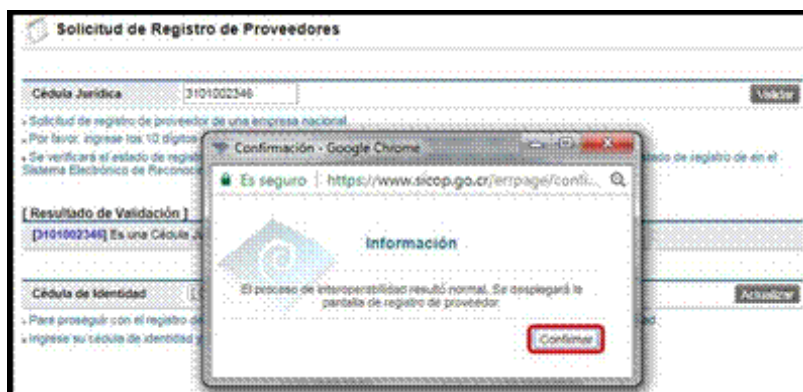 Solicitud de Registro de Proveedores
Cédula Jurídica 3101002346 Validar
Solicitud de registro de proveedor de una empresa nacional
Por favor, ingrese los 10 dígitos
Se verificará el estado de regist
estado de registro de en el
Sistema Electrónico de Reconoc
[ Resultado de Validación ]
[3101002346] Es una Cédula Ju
Cédula de Identidad Actualizar
Para proseguir con el registro de
Ingrese su cédula de identidad y
Confirmación - Google Chrome
Es seguro https://www.sicop.go.cr/errpage/confi...
Información
El proceso de interoperabilidad resultó normal. Se desplegará la
pantalla de registro de proveedor.
Confirmar